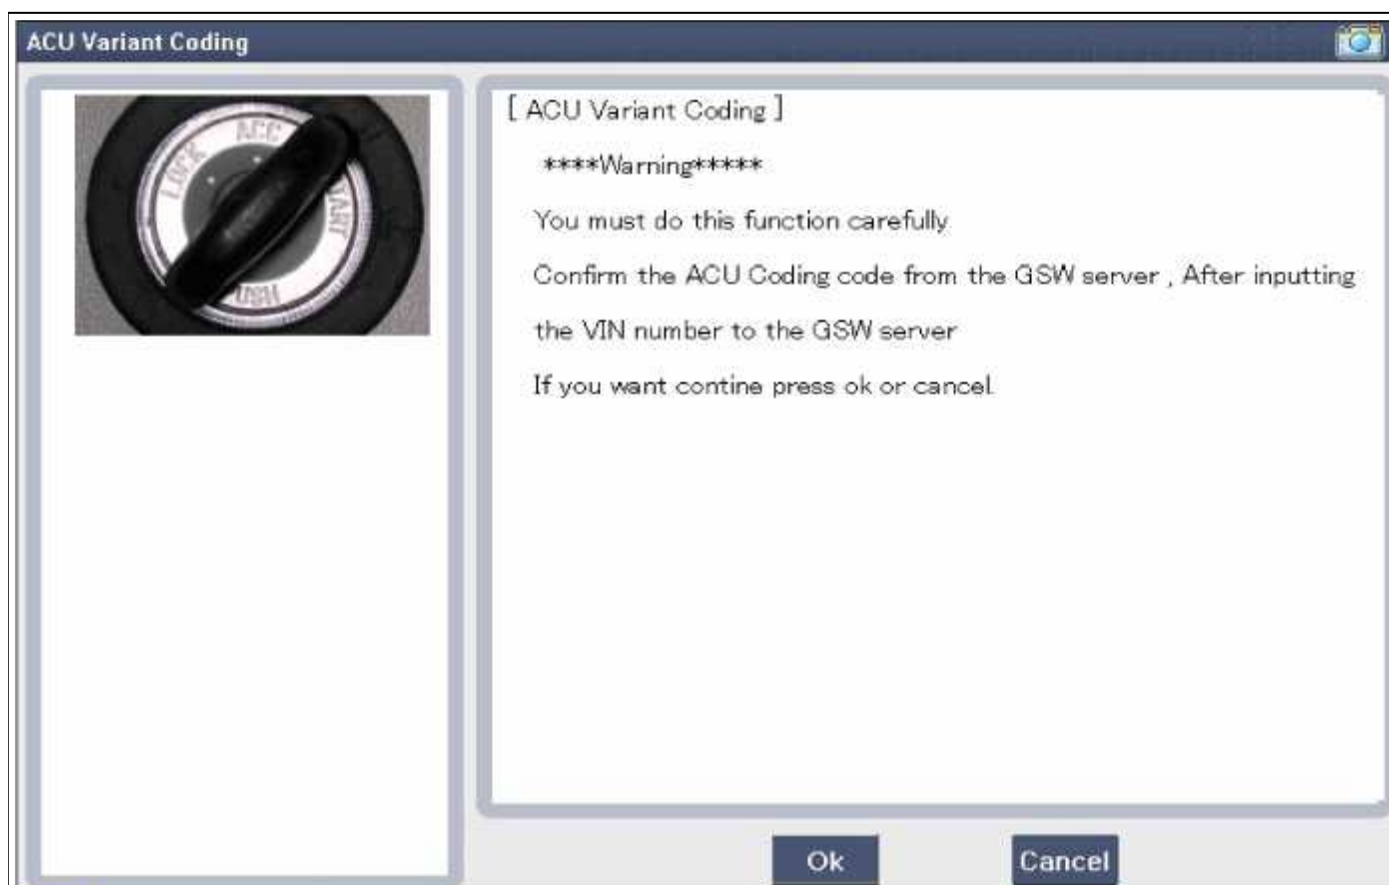 ACU Variant Coding
LOCK
ACC
START
PUSH
[ ACU Variant Coding ]
****Warning*****
You must do this function carefully
Confirm the ACU Coding code from the GSW server , After inputting
the VIN number to the GSW server
If you want contine press ok or cancel.
Ok
Cancel